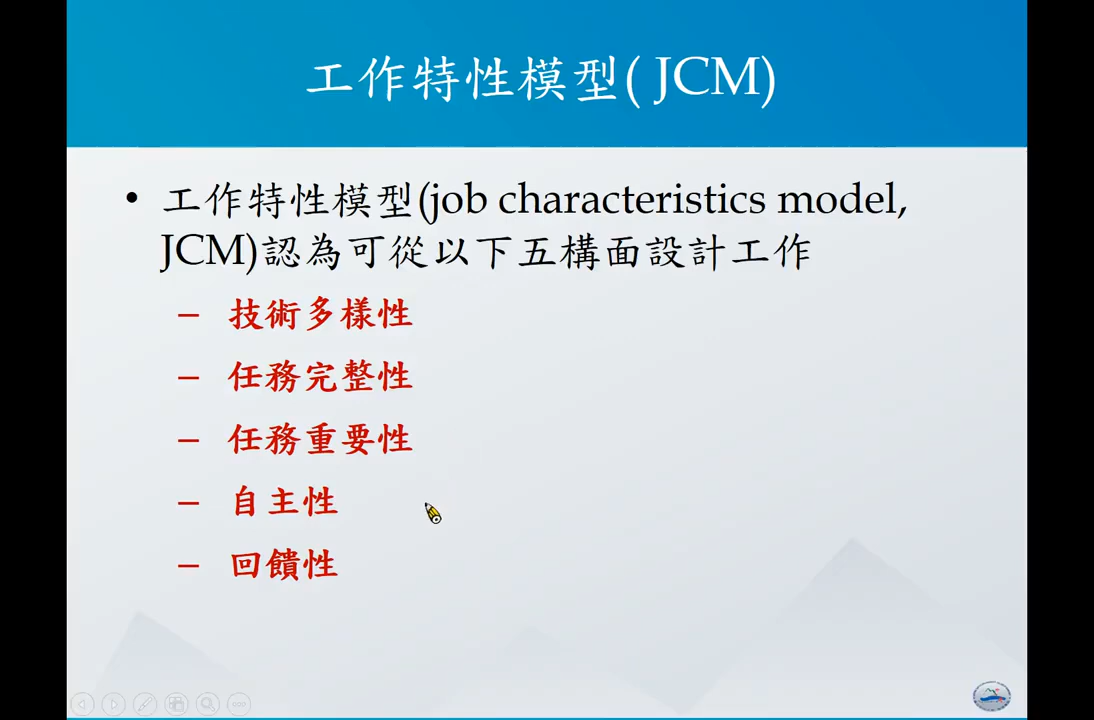 工作特性模型( JCM)
• 工作特性模型(job characteristics model,
JCM)認為可從以下五構面設計工作
– 技術多樣性
– 任務完整性
– 任務重要性
– 自主性
– 回饋性